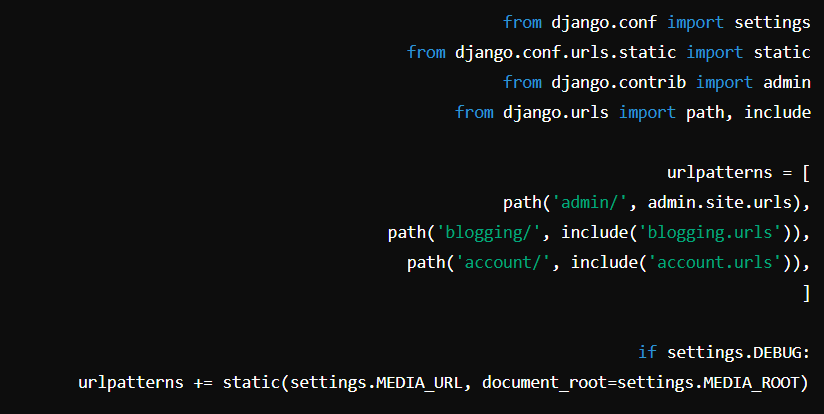 from django.conf import settings
from django.conf.urls.static import static
from django.contrib import admin
from django.urls import path, include
urlpatterns = [
path('admin/', admin.site.urls),
path('blogging/', include('blogging.urls')),
path('account/', include('account.urls')),
]
if settings.DEBUG:
urlpatterns += static(settings.MEDIA_URL, document_root=settings.MEDIA_ROOT)